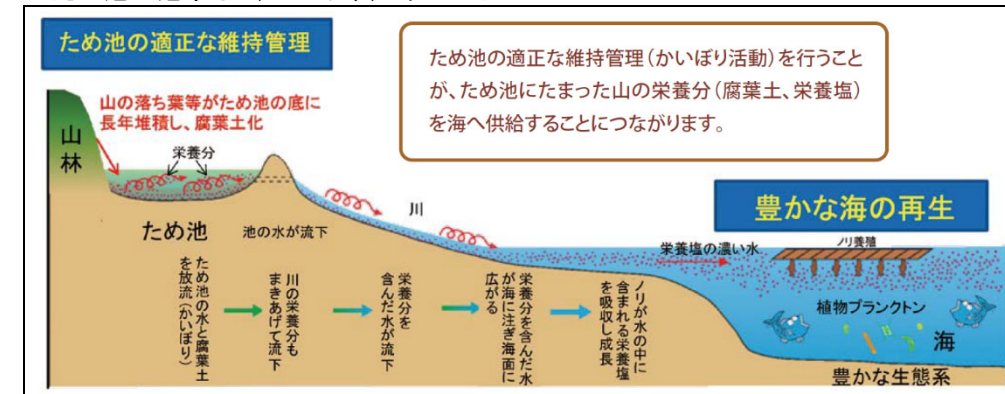 ため池の適正な維持管理
ため池の適正な維持管理(かいぼり活動)を行うこと
が、ため池にたまった山の栄養分(腐葉土、栄養塩)
を海へ供給することにつながります。
山の落ち葉等がため池の底に
長年堆積し、腐葉土化
山林
栄養分
ため池
池の水が流下
川
豊かな海の再生
栄養塩の濃い水
ノリ養殖
植物プランクトン
海
豊かな生態系
ため池の水と腐葉土
を放流(かいぼり)
川の栄養分も
まきあげて流下
栄養分を
含んだ水が流下
栄養分を含んだ水
が海に注ぎ海面に
広がる
ノリが水の中に
含まれる栄養塩
を吸収し成長